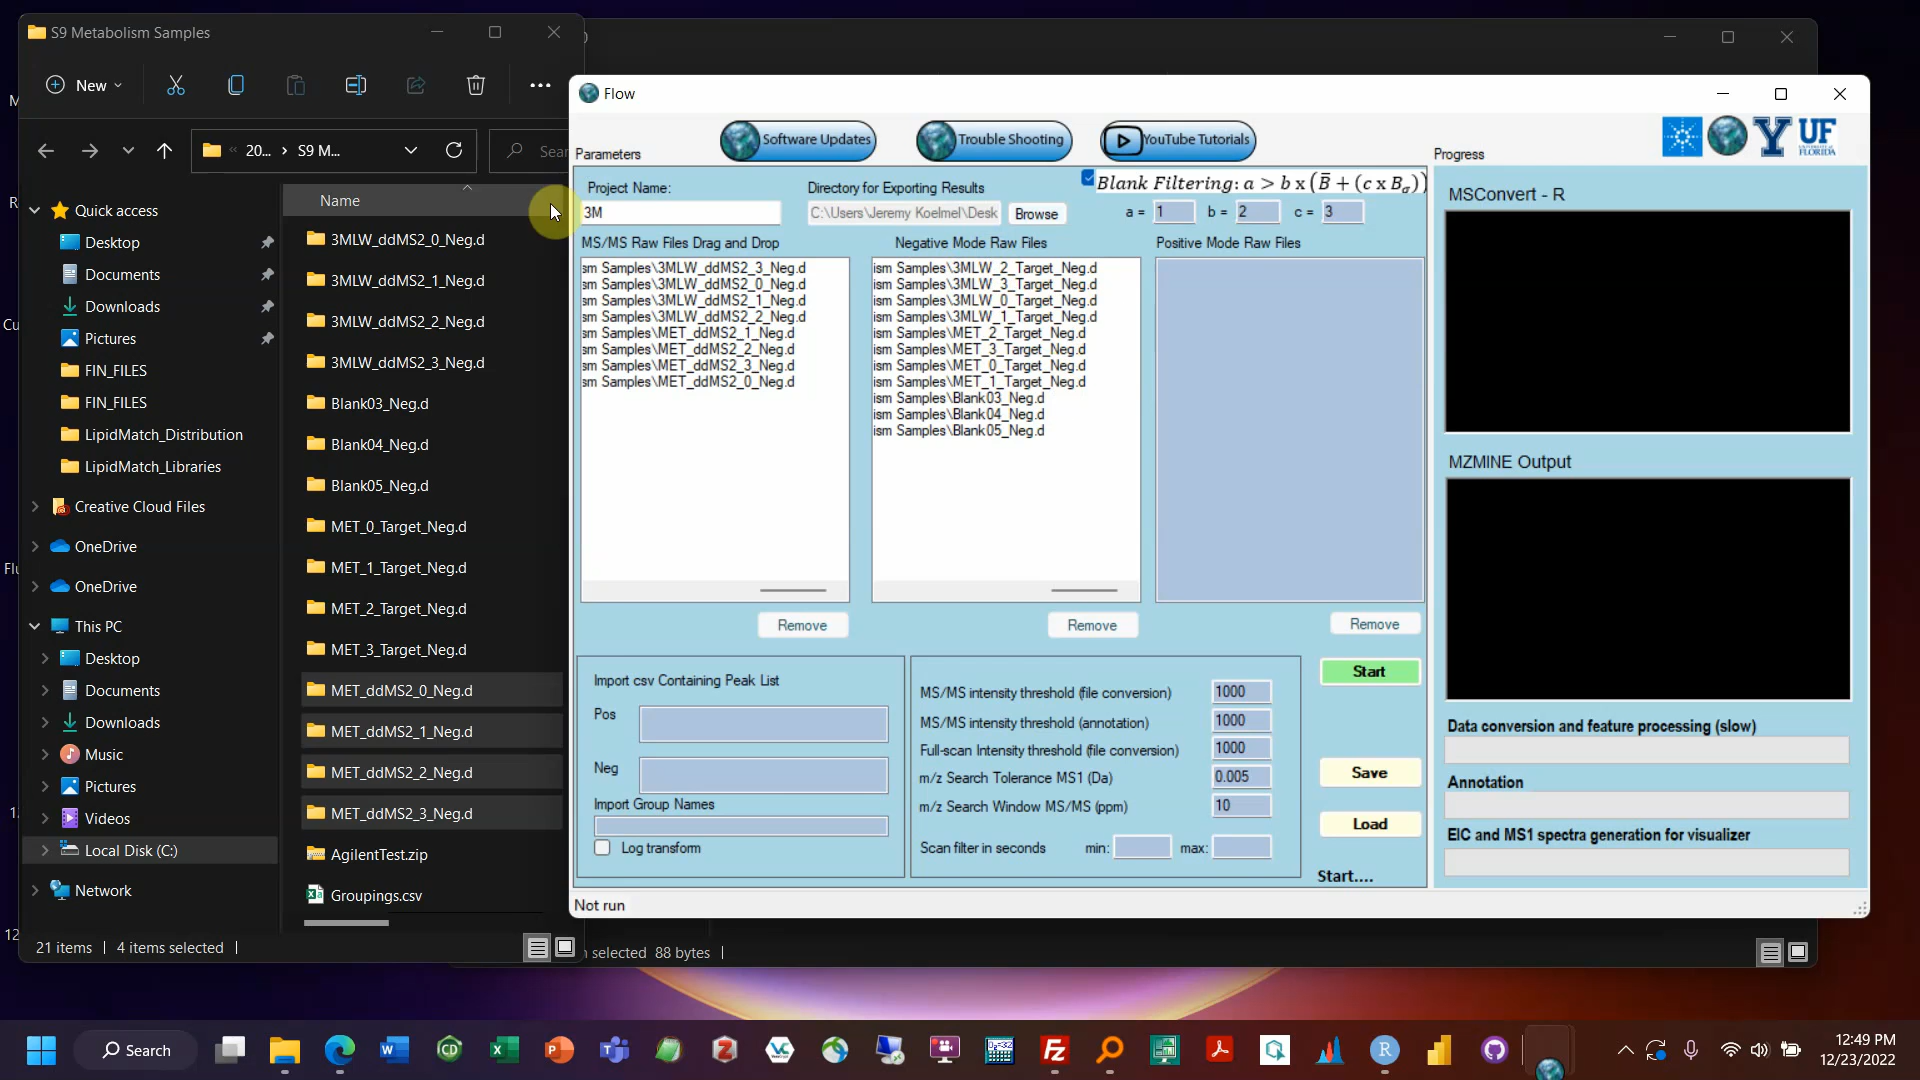 S9 Metabolism Samples
New
20...
S9 M...
Quick access
Desktop
Documents
Downloads
Pictures
FIN_FILES
FIN_FILES
LipidMatch_Distribution
LipidMatch_Libraries
Creative Cloud Files
OneDrive
OneDrive
This PC
Desktop
Documents
Downloads
Music
Pictures
Videos
Local Disk (C:)
Network
Name
3MLW_ddMS2_0_Neg.d
3MLW_ddMS2_1_Neg.d
3MLW_ddMS2_2_Neg.d
3MLW_ddMS2_3_Neg.d
Blank03_Neg.d
Blank04_Neg.d
Blank05_Neg.d
MET_0_Target_Neg.d
MET_1_Target_Neg.d
MET_2_Target_Neg.d
MET_3_Target_Neg.d
MET_ddMS2_0_Neg.d
MET_ddMS2_1_Neg.d
MET_ddMS2_2_Neg.d
MET_ddMS2_3_Neg.d
AgilentTest.zip
Groupings.csv
21 items 4 items selected
selected 88 bytes
Flow
Software Updates
Trouble Shooting
YouTube Tutorials
Parameters
Project Name:
3M
Directory for Exporting Results
C:\Users\Jeremy Koelmel\Desk
Browse
Blank Filtering: a > b x (B̄ + (c x Bσ))
a = 1 b = 2 c = 3
MS/MS Raw Files Drag and Drop
sm Samples\3MLW_ddMS2_3_Neg.d
sm Samples\3MLW_ddMS2_0_Neg.d
sm Samples\3MLW_ddMS2_1_Neg.d
sm Samples\3MLW_ddMS2_2_Neg.d
sm Samples\MET_ddMS2_1_Neg.d
sm Samples\MET_ddMS2_2_Neg.d
sm Samples\MET_ddMS2_3_Neg.d
sm Samples\MET_ddMS2_0_Neg.d
Remove
Negative Mode Raw Files
ism Samples\3MLW_2_Target_Neg.d
ism Samples\3MLW_3_Target_Neg.d
ism Samples\3MLW_0_Target_Neg.d
ism Samples\3MLW_1_Target_Neg.d
ism Samples\MET_2_Target_Neg.d
ism Samples\MET_3_Target_Neg.d
ism Samples\MET_0_Target_Neg.d
ism Samples\MET_1_Target_Neg.d
ism Samples\Blank03_Neg.d
ism Samples\Blank04_Neg.d
ism Samples\Blank05_Neg.d
Remove
Positive Mode Raw Files
Remove
Import csv Containing Peak List
Pos
Neg
Import Group Names
Log transform
MS/MS intensity threshold (file conversion) 1000
MS/MS intensity threshold (annotation) 1000
Full-scan Intensity threshold (file conversion) 1000
m/z Search Tolerance MS1 (Da) 0.005
m/z Search Window MS/MS (ppm) 10
Scan filter in seconds min: max:
Start
Save
Load
Start....
Not run
Y UF
FLORIDA
Progress
MSConvert - R
MZMINE Output
Data conversion and feature processing (slow)
Annotation
EIC and MS1 spectra generation for visualizer
Search
12:49 PM
12/23/2022